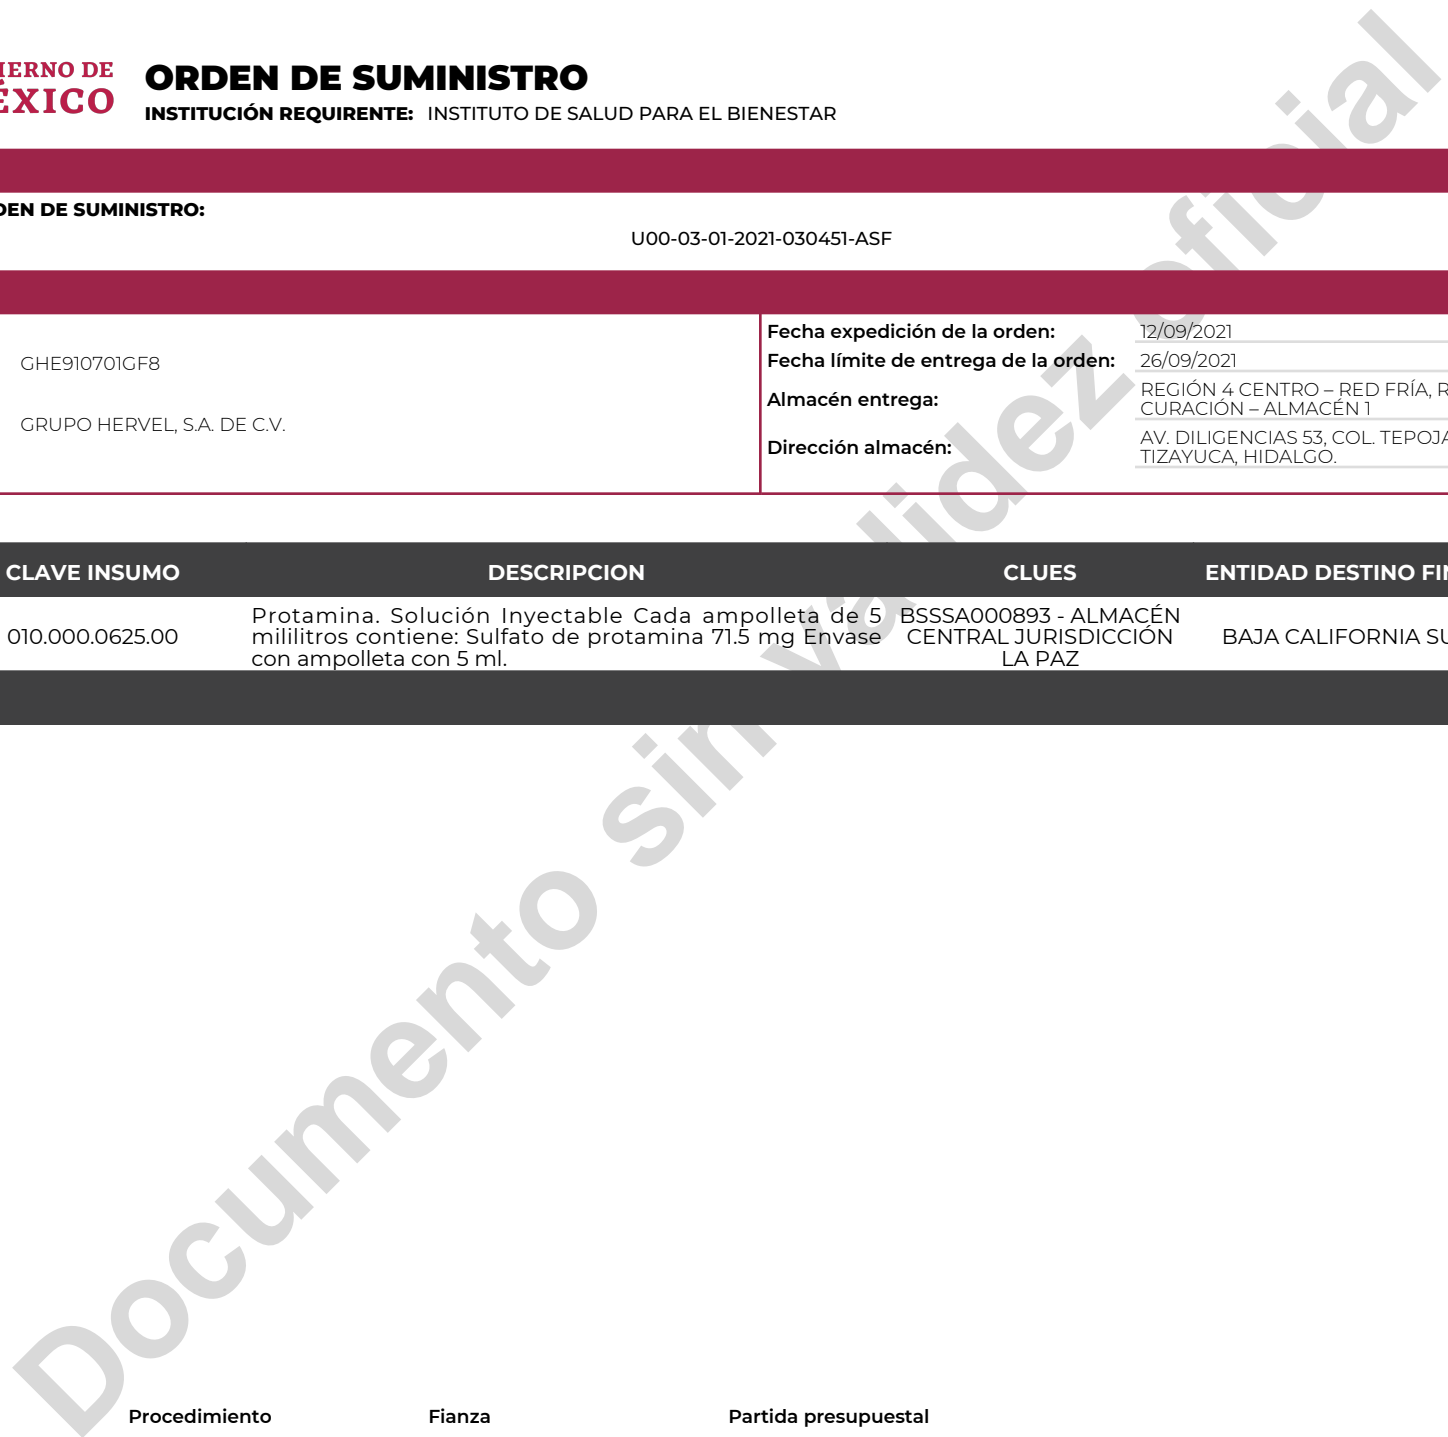 IERNO DE
ÉXICO
ORDEN DE SUMINISTRO
INSTITUCIÓN REQUIRENTE: INSTITUTO DE SALUD PARA EL BIENESTAR
DEN DE SUMINISTRO:
U00-03-01-2021-030451-ASF
GHE910701GF8
GRUPO HERVEL, S.A. DE C.V.
Fecha expedición de la orden: 12/09/2021
Fecha límite de entrega de la orden: 26/09/2021
Almacén entrega: REGIÓN 4 CENTRO – RED FRÍA, R
CURACIÓN – ALMACÉN 1
Dirección almacén: AV. DILIGENCIAS 53, COL. TEPOJA
TIZAYUCA, HIDALGO.
CLAVE INSUMO DESCRIPCION CLUES ENTIDAD DESTINO FIN
010.000.0625.00
Protamina. Solución Inyectable Cada ampolleta de 5
mililitros contiene: Sulfato de protamina 71.5 mg Envase
con ampolleta con 5 ml.
BSSSA000893 - ALMACÉN
CENTRAL JURISDICCIÓN
LA PAZ
BAJA CALIFORNIA SU
Documento sin validez oficial
Procedimiento Fianza Partida presupuestal